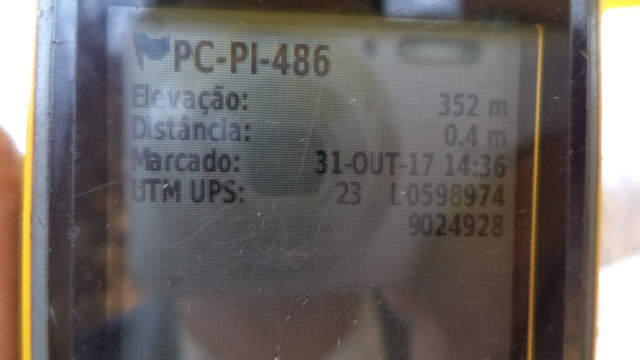 PC-PI-486
Elevação: 352 m
Distância: 0.4 m
Marcado: 31-OUT-17 14:36
UTM UPS: 23 L 0598974
9024928